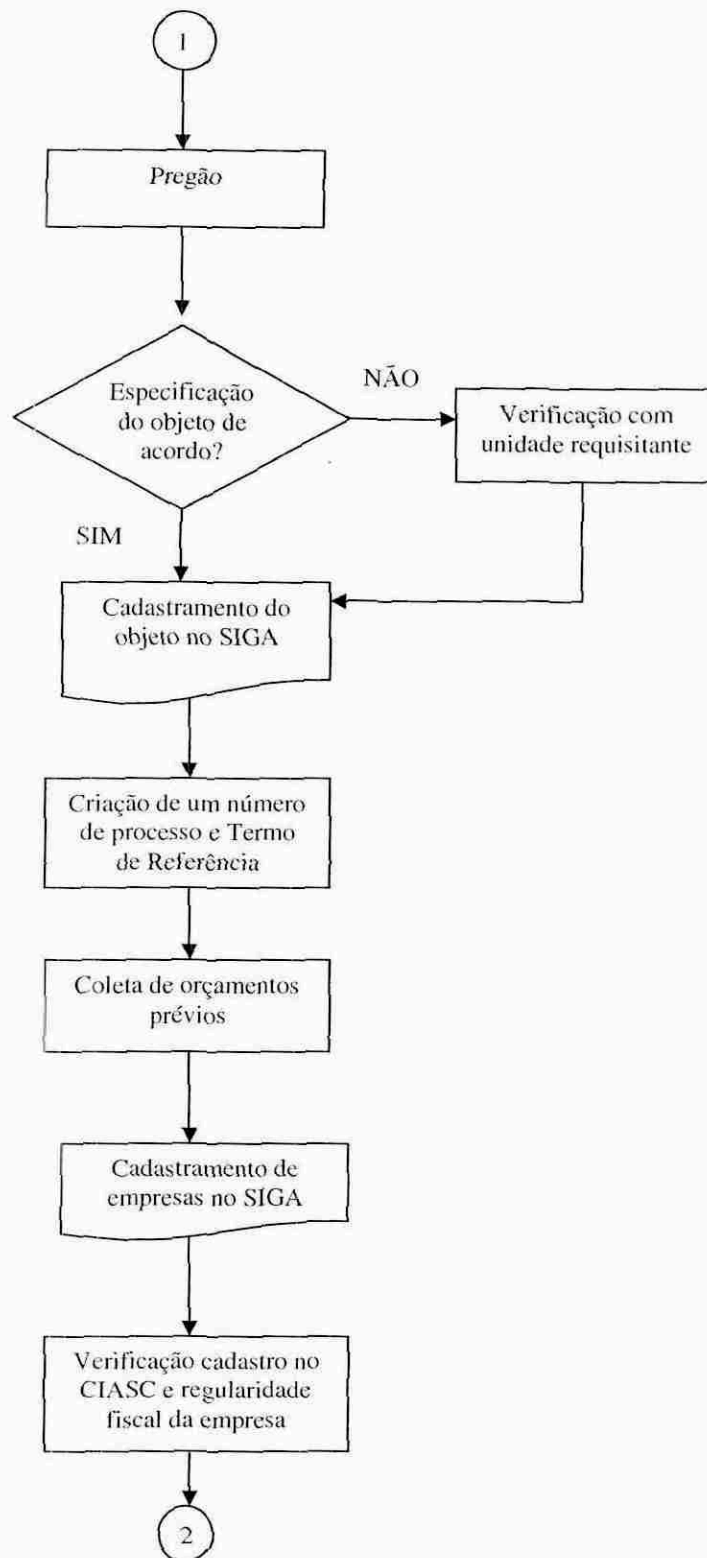 1
Pregão
Especificação
do objeto de
acordo?
NÃO
Verificação com
unidade requisitante
SIM
Cadastramento do
objeto no SIGA
Criação de um número
de processo e Termo
de Referência
Coleta de orçamentos
prévios
Cadastramento de
empresas no SIGA
Verificação cadastro no
CIASC e regularidade
fiscal da empresa
2